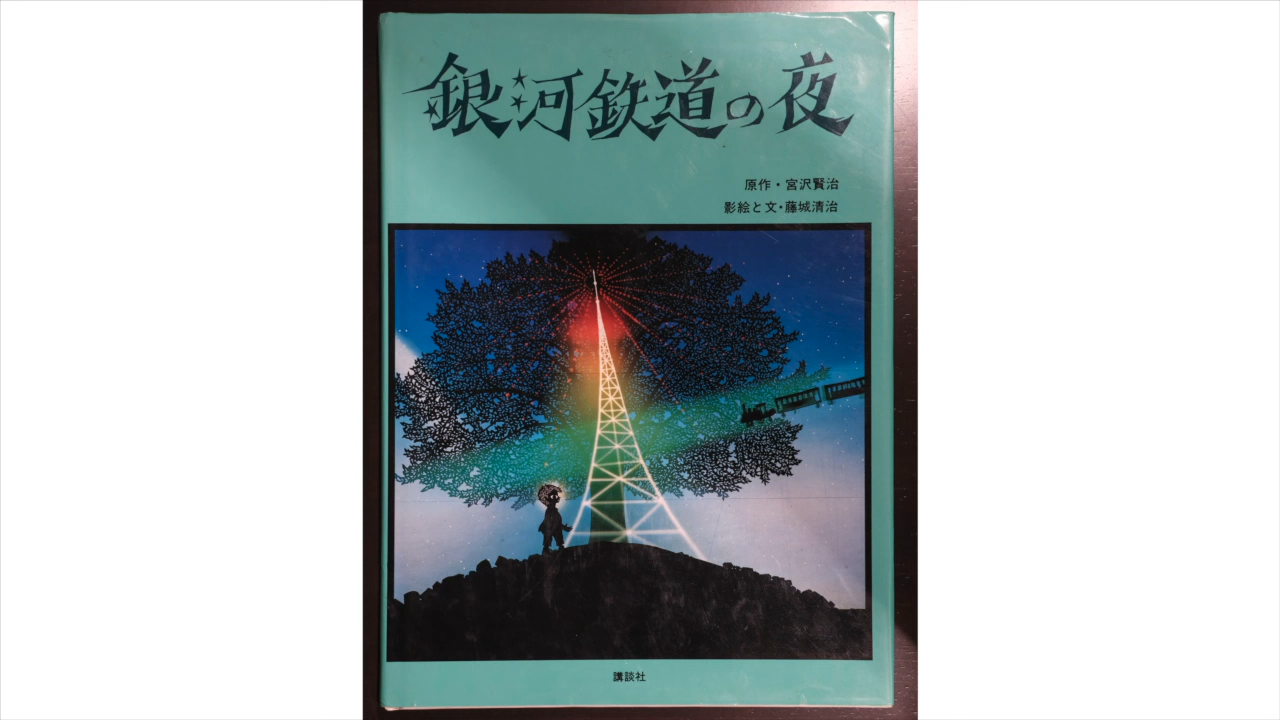 銀河鉄道の夜
原作・宮沢賢治
影絵と文・藤城清治
講談社